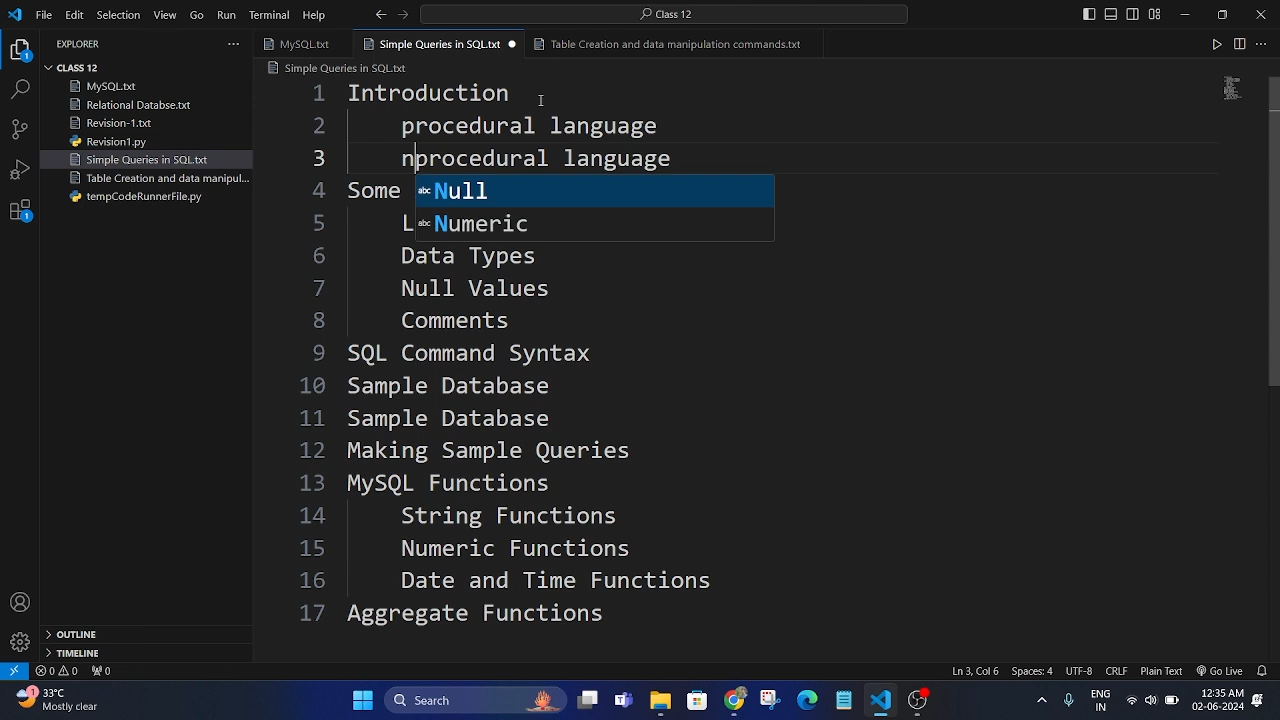 File Edit Selection View Go Run Terminal Help
Class 12
EXPLORER
CLASS 12
MySQL.txt
Relational Databse.txt
Revision-1.txt
Revision1.py
Simple Queries in SQL.txt
Table Creation and data manipul...
tempCodeRunnerFile.py
OUTLINE
TIMELINE
MySQL.txt Simple Queries in SQL.txt Table Creation and data manipulation commands.txt
Simple Queries in SQL.txt
1 Introduction
2 procedural language
3 nprocedural language
Null
Numeric
4 Some
5 L
6 Data Types
7 Null Values
8 Comments
9 SQL Command Syntax
10 Sample Database
11 Sample Database
12 Making Sample Queries
13 MySQL Functions
14 String Functions
15 Numeric Functions
16 Date and Time Functions
17 Aggregate Functions
0 0 0 Ln 3, Col 6 Spaces: 4 UTF-8 CRLF Plain Text Go Live
33°C
Mostly clear
Search
ENG
IN
12:35 AM
02-06-2024